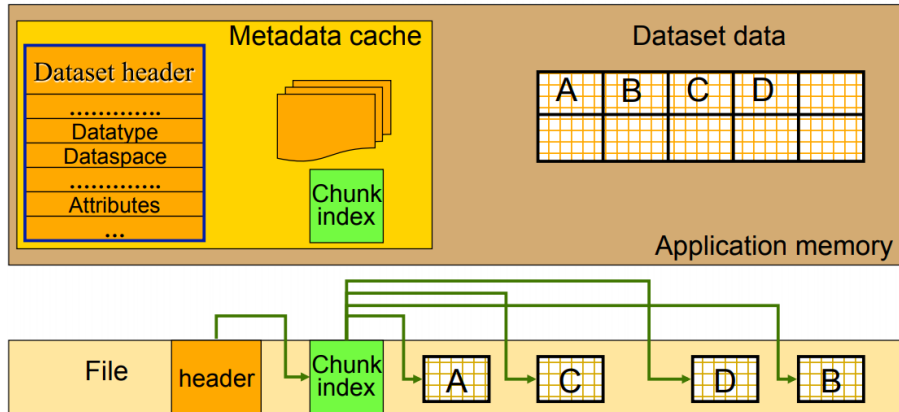 Metadata cache
Dataset data
Dataset header
.............
Datatype
Dataspace
.............
Attributes
...
Chunk
index
A B C D
Application memory
File
header
Chunk
index
A
C
D
B